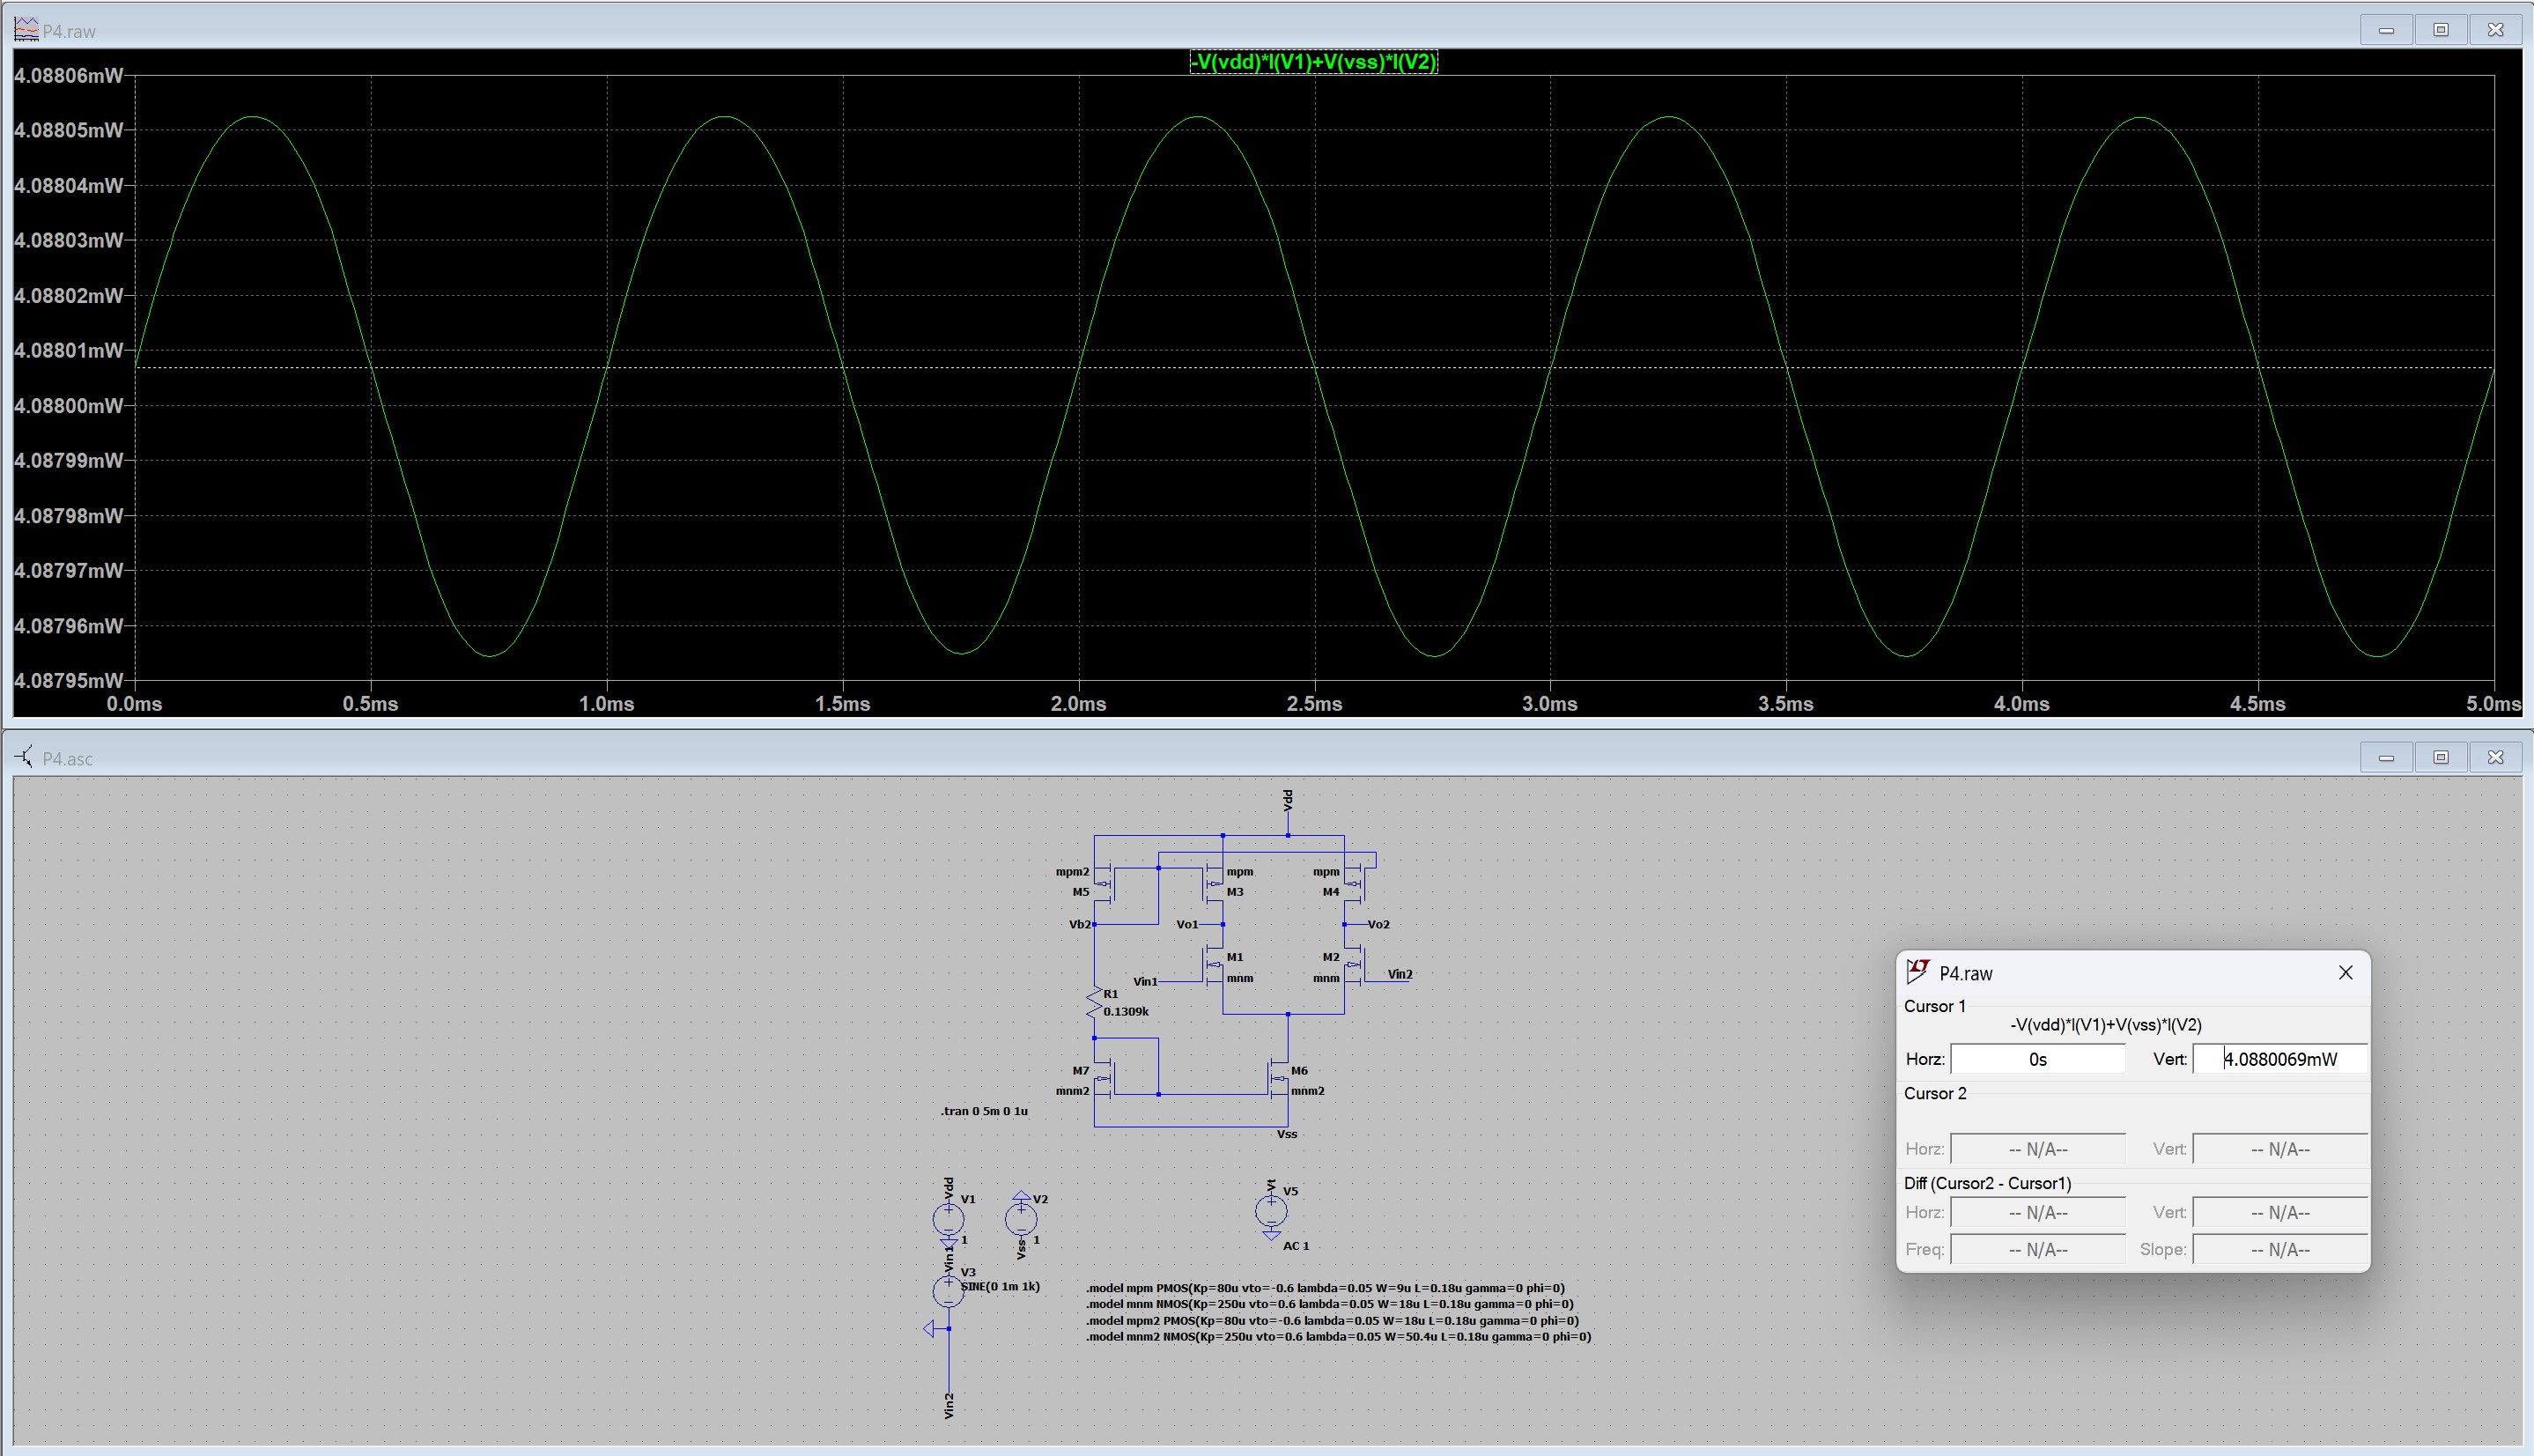 P4.raw
-V(vdd)*I(V1)+V(vss)*I(V2)
4.08806mW
4.08805mW
4.08804mW
4.08803mW
4.08802mW
4.08801mW
4.08800mW
4.08799mW
4.08798mW
4.08797mW
4.08796mW
4.08795mW
0.0ms 0.5ms 1.0ms 1.5ms 2.0ms 2.5ms 3.0ms 3.5ms 4.0ms 4.5ms 5.0ms
P4.asc
Vdd
mpm2 mpm mpm
M5 M3 M4
Vb2 Vo1 Vo2
M1 M2
Vin1 mnm mnm Vin2
R1
0.1309k
M7 M6
mnm2 mnm2
.tran 0 5m 0 1u
Vss
Vdd V1 V2 Vt V5
1 Vss 1 AC 1
Vin1
V3
SINE(0 1m 1k)
.model mpm PMOS(Kp=80u vto=-0.6 lambda=0.05 W=9u L=0.18u gamma=0 phi=0)
.model mnm NMOS(Kp=250u vto=0.6 lambda=0.05 W=18u L=0.18u gamma=0 phi=0)
.model mpm2 PMOS(Kp=80u vto=-0.6 lambda=0.05 W=18u L=0.18u gamma=0 phi=0)
.model mnm2 NMOS(Kp=250u vto=0.6 lambda=0.05 W=50.4u L=0.18u gamma=0 phi=0)
Vin2
P4.raw
Cursor 1
-V(vdd)*I(V1)+V(vss)*I(V2)
Horz: 0s Vert: 4.0880069mW
Cursor 2
Horz: -- N/A-- Vert: -- N/A--
Diff (Cursor2 - Cursor1)
Horz: -- N/A-- Vert: -- N/A--
Freq: -- N/A-- Slope: -- N/A--